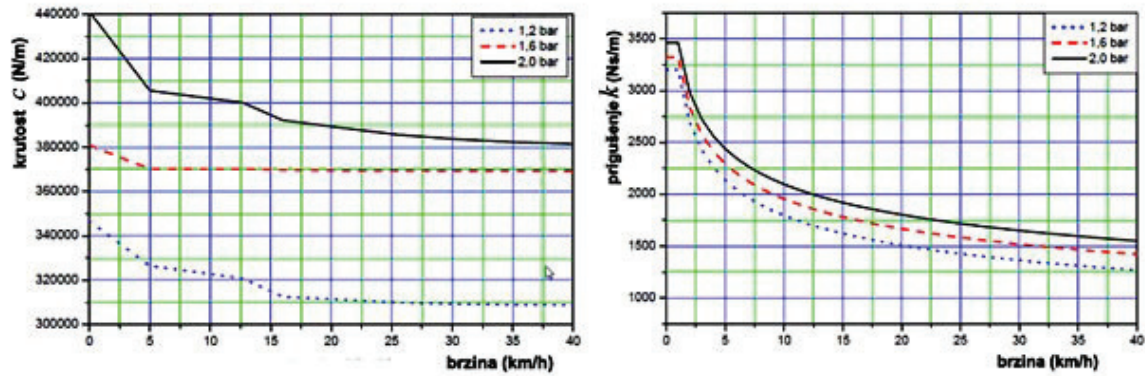 krutost C (N/m)
440000
420000
400000
380000
360000
340000
320000
300000
0 5 10 15 20 25 30 35 40
brzina (km/h)
1,2 bar
1,6 bar
2.0 bar
prigušenje k (Ns/m)
3500
3000
2500
2000
1500
1000
0 5 10 15 20 25 30 35 40
brzina (km/h)
1,2 bar
1,6 bar
2.0 bar